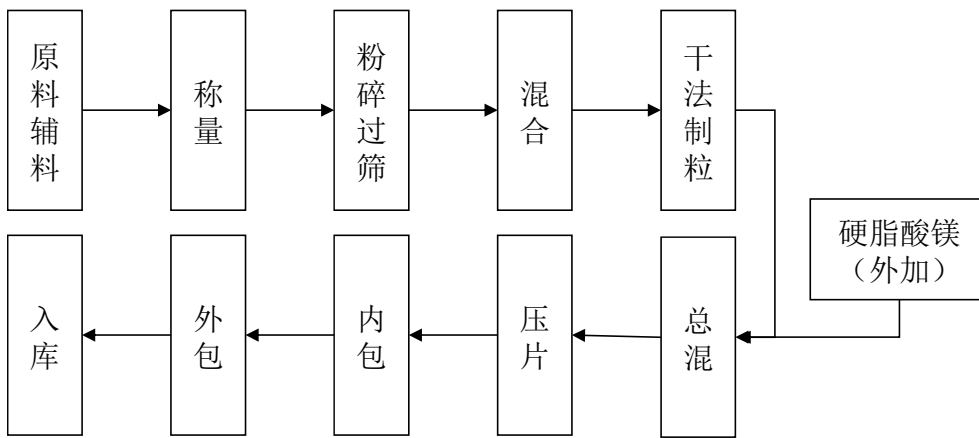 原料辅料
称量
粉碎过筛
混合
干法制粒
硬脂酸镁
（外加）
总混
压片
内包
外包
入库